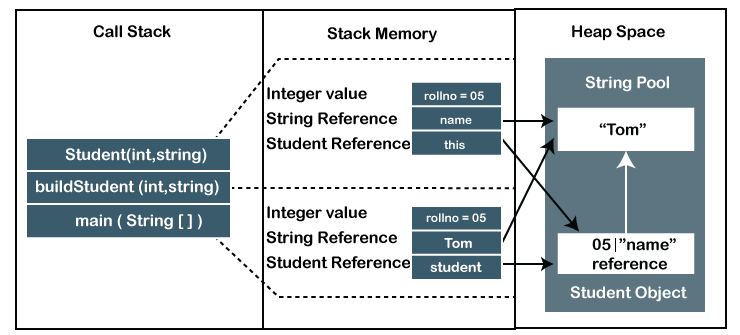 Call Stack
Stack Memory
Heap Space
Student(int,string)
buildStudent (int,string)
main ( String [ ] )
Integer value
rollno = 05
String Reference
name
Student Reference
this
Integer value
rollno = 05
String Reference
Tom
Student Reference
student
String Pool
“Tom”
05|”name”
reference
Student Object